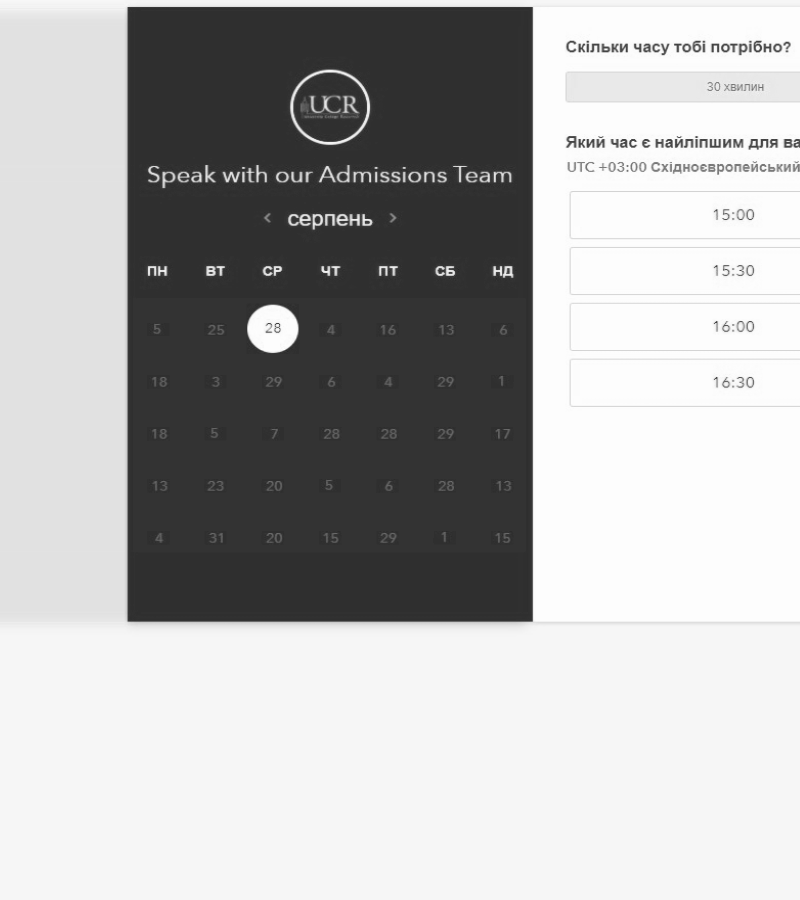 UCR
Speak with our Admissions Team
< серпень >
ПН ВТ СР ЧТ ПТ СБ НД
5 25 28 4 16 13 6
18 3 29 6 4 29 1
18 5 7 28 28 29 17
13 23 20 5 6 28 13
4 31 20 15 29 1 15
Скільки часу тобі потрібно?
30 хвилин
Який час є найліпшим для ва
UTC +03:00 Східноєвропейський
15:00
15:30
16:00
16:30